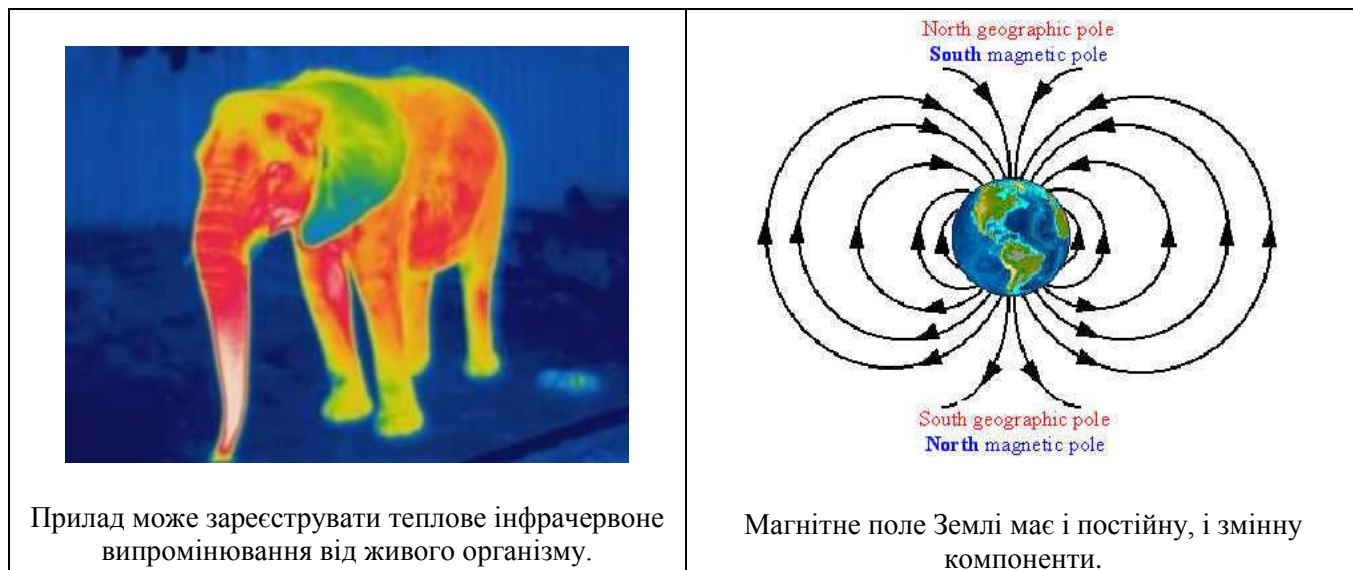 Прилад може зареєструвати теплове інфрачервоне
випромінювання від живого організму.
North geographic pole
South magnetic pole
South geographic pole
North magnetic pole
Магнітне поле Землі має і постійну, і змінну
компоненти.